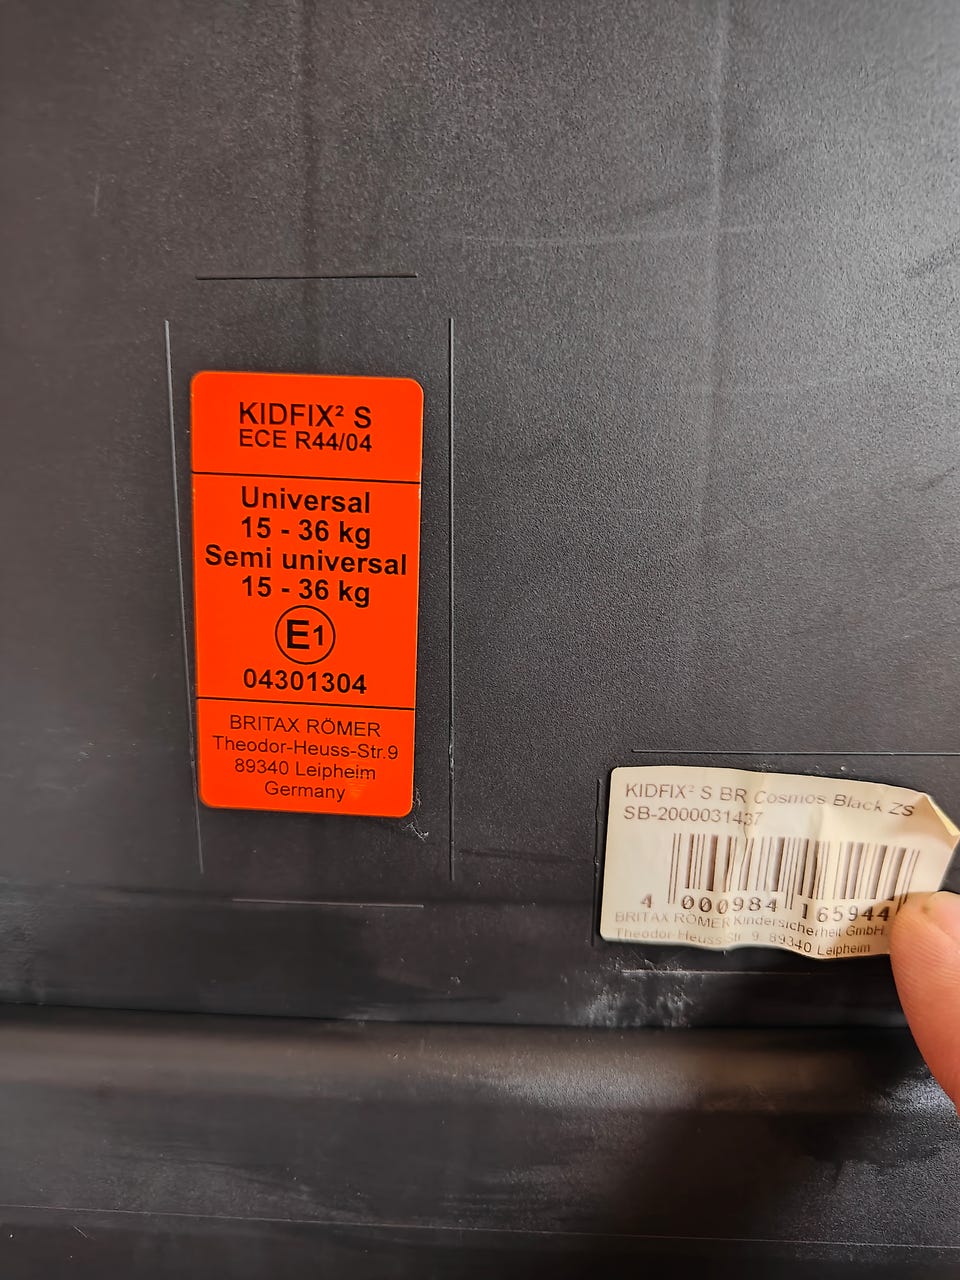 KIDFIX² S
ECE R44/04
Universal
15 - 36 kg
Semi universal
15 - 36 kg
E1
04301304
BRITAX RÖMER
Theodor-Heuss-Str.9
89340 Leipheim
Germany
KIDFIX² S BR Cosmos Black ZS
SB-2000031437
4 000984 165944
BRITAX RÖMER Kindersicherheit GmbH
Theodor-Heuss-Str. 9, 89340 Leipheim